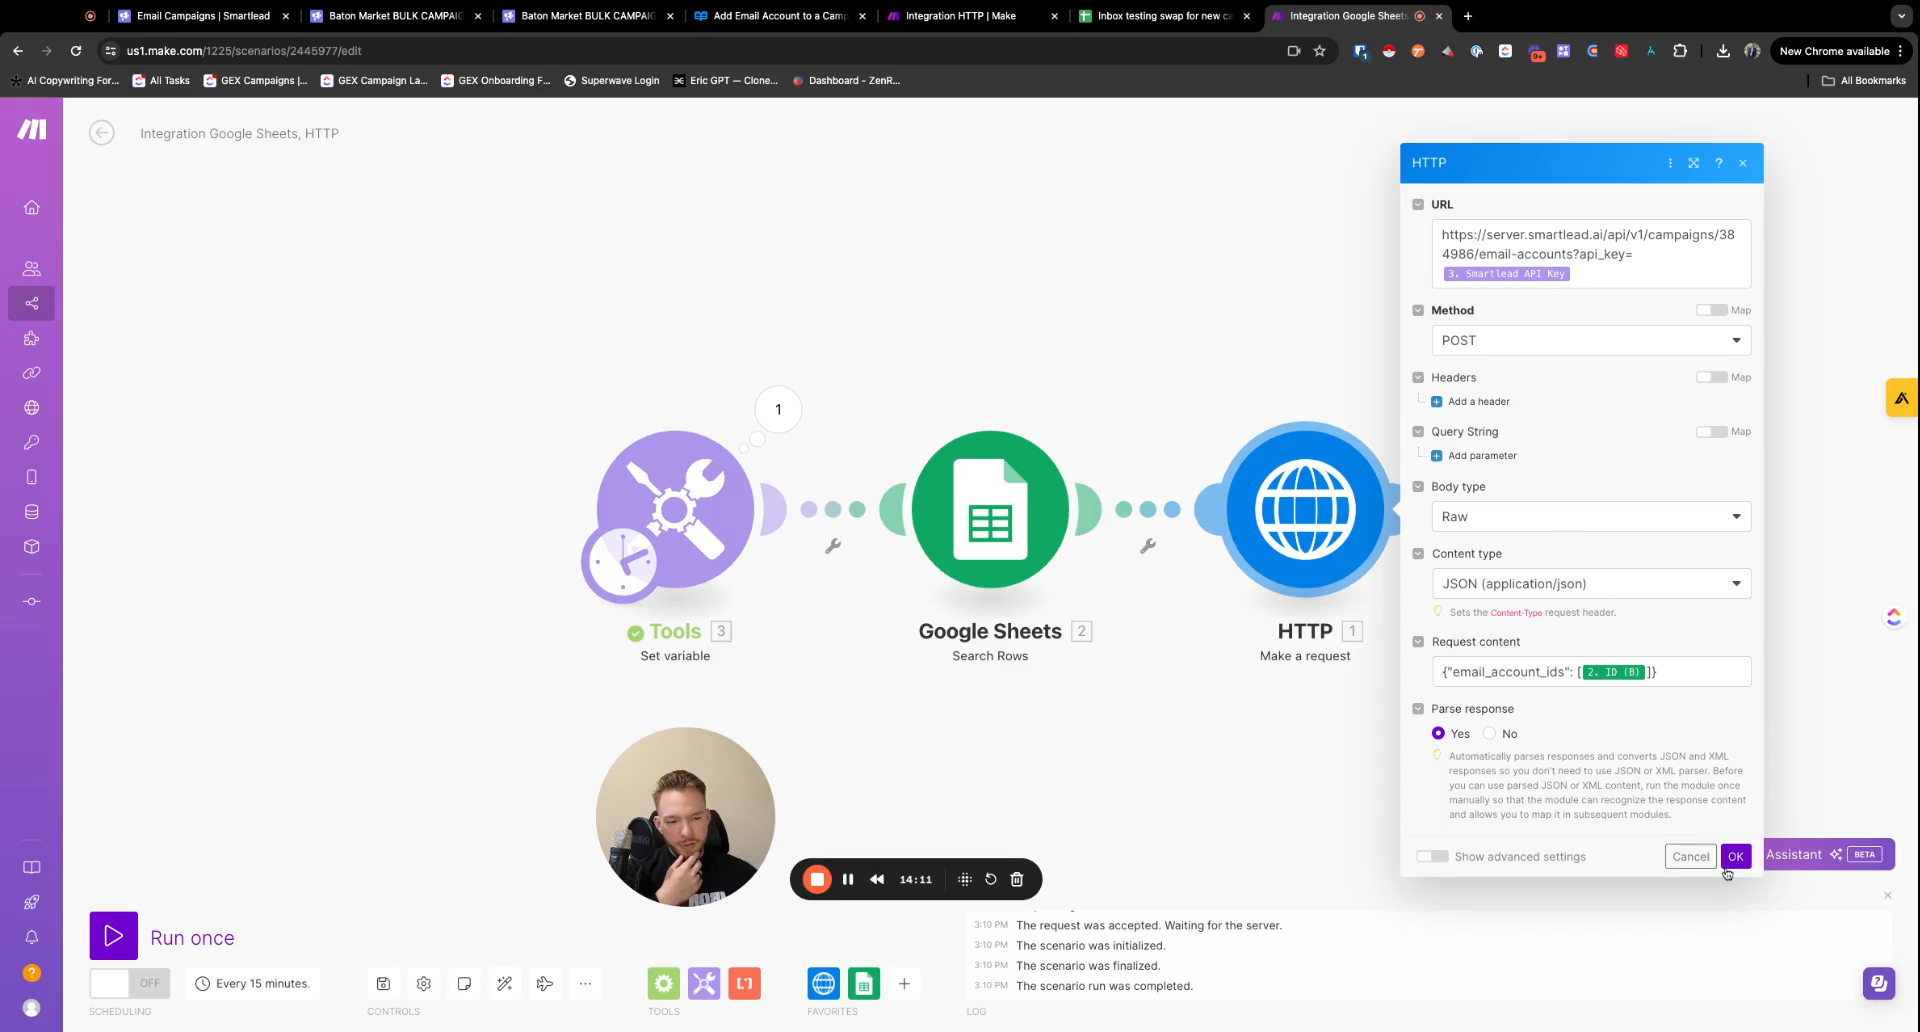 Email Campaigns | Smartlead
Baton Market BULK CAMPAIG
Baton Market BULK CAMPAIG
Add Email Account to a Camp
Integration HTTP | Make
Inbox testing swap for new ca
Integration Google Sheets
us1.make.com/1225/scenarios/2445977/edit
1
9+
New Chrome available
AI Copywriting For...
All Tasks
GEX Campaigns |...
GEX Campaign La...
GEX Onboarding F...
Superwave Login
Eric GPT — Clone...
Dashboard - ZenR...
All Bookmarks
Integration Google Sheets, HTTP
HTTP
URL
https://server.smartlead.ai/api/v1/campaigns/38
4986/email-accounts?api_key=
3. Smartlead API Key
Method
Map
POST
Headers
Map
Add a header
Query String
Map
Add parameter
Body type
Raw
Content type
JSON (application/json)
Sets the Content-Type request header.
Request content
{"email_account_ids": [2. ID (B)]}
Parse response
Yes
No
Automatically parses responses and converts JSON and XML
responses so you don't need to use JSON or XML parser. Before
you can use parsed JSON or XML content, run the module once
manually so that the module can recognize the response content
and allows you to map it in subsequent modules.
Show advanced settings
Cancel
OK
Assistant
BETA
1
Tools 3
Set variable
Google Sheets 2
Search Rows
HTTP 1
Make a request
14:11
Run once
OFF
Every 15 minutes.
SCHEDULING
CONTROLS
TOOLS
FAVORITES
3:10 PM The request was accepted. Waiting for the server.
3:10 PM The scenario was initialized.
3:10 PM The scenario was finalized.
3:10 PM The scenario run was completed.
LOG